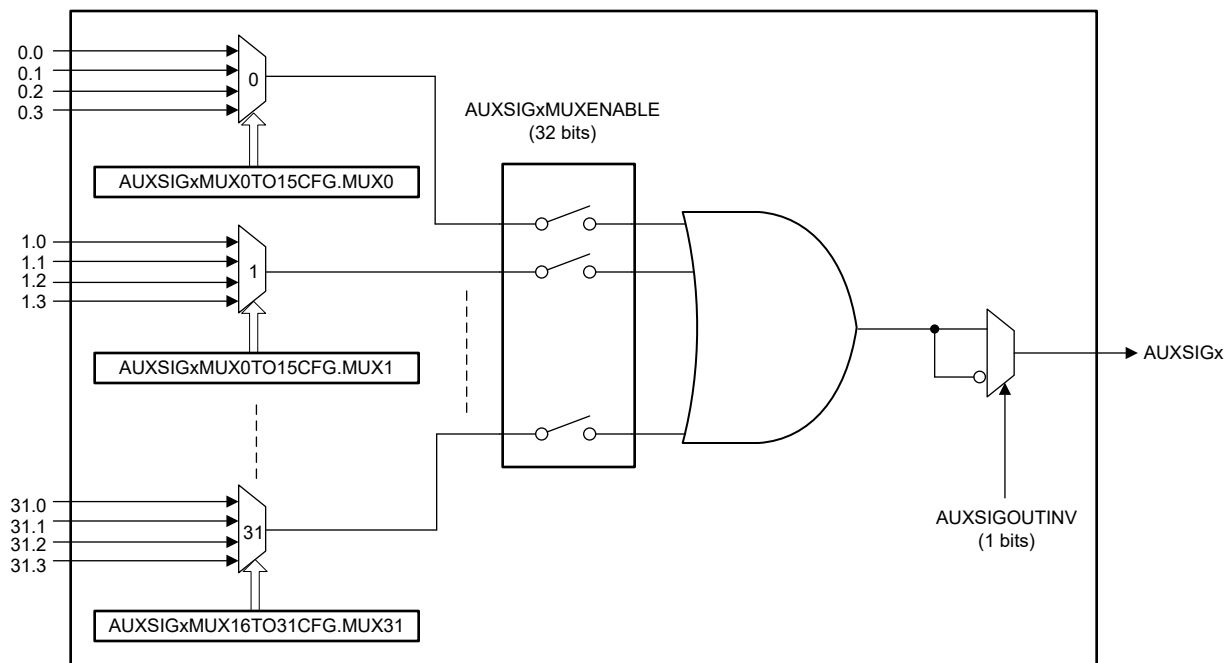 0.0
0.1
0.2
0.3
0
AUXSIGxMUX0TO15CFG.MUX0
AUXSIGxMUXENABLE
(32 bits)
1.0
1.1
1.2
1.3
1
AUXSIGxMUX0TO15CFG.MUX1
AUXSIGx
31.0
31.1
31.2
31.3
31
AUXSIGxMUX16TO31CFG.MUX31
AUXSIGOUTINV
(1 bits)